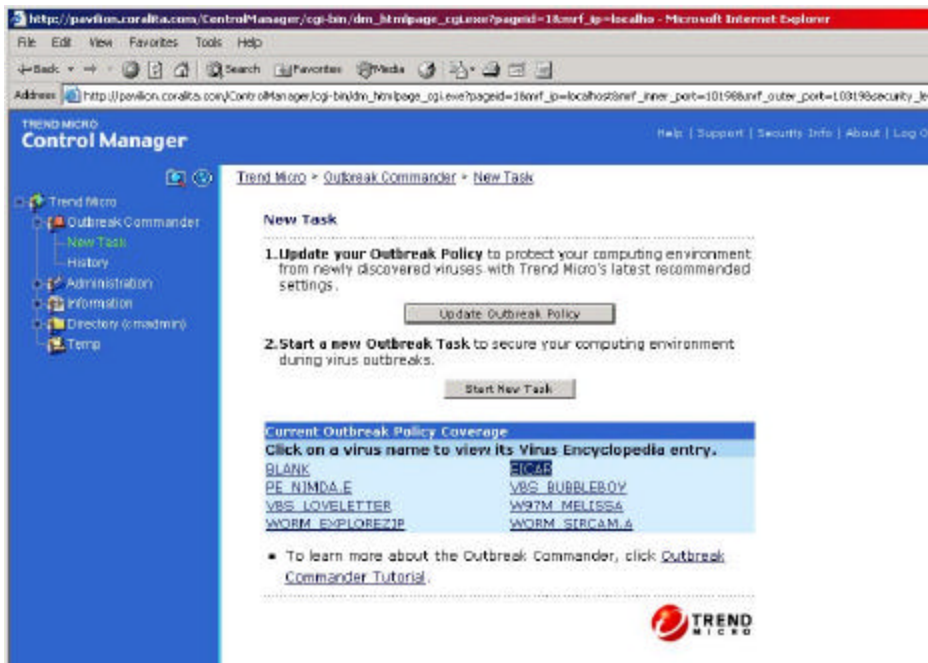 http://pavilion.coralita.com/ControlManager/cgi-bin/dm_htmlpage_cgi.exe?pageid=1&mrf_ip=localho - Microsoft Internet Explorer
File Edit View Favorites Tools Help
Back Search Favorites Media
Address http://pavilion.coralita.com/ControlManager/cgi-bin/dm_htmlpage_cgi.exe?pageid=1&mrf_ip=localhost&mrf_inner_port=10198&mrf_outer_port=10319&security_le
TREND MICRO
Control Manager
Help | Support | Security Info | About | Log O
Trend Micro > Outbreak Commander > New Task
Trend Micro
Outbreak Commander
New Task
History
Administration
Information
Directory (cmadmin)
Temp
New Task
1. Update your Outbreak Policy to protect your computing environment
from newly discovered viruses with Trend Micro's latest recommended
settings.
Update Outbreak Policy
2. Start a new Outbreak Task to secure your computing environment
during virus outbreaks.
Start New Task
Current Outbreak Policy Coverage
Click on a virus name to view its Virus Encyclopedia entry.
BLANK EICAR
PE_NIMDA.E VBS_BUBBLEBOY
VBS_LOVELETTER W97M_MELISSA
WORM_EXPLOREZIP WORM_SIRCAM.A
• To learn more about the Outbreak Commander, click Outbreak
Commander Tutorial.
TREND
MICRO